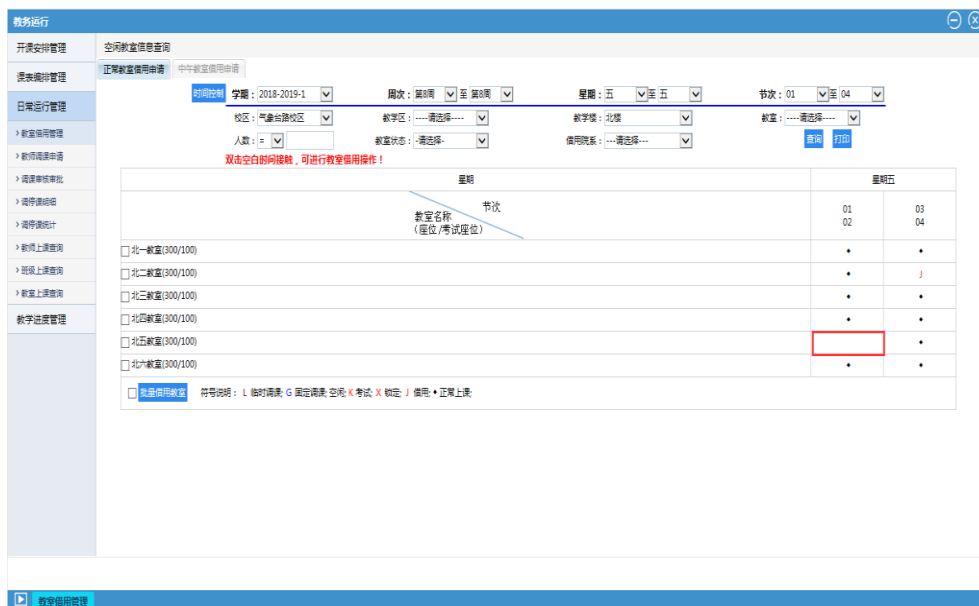 教务运行
开课安排管理
课表编排管理
日常运行管理
> 教室借用管理
> 教师调课申请
> 调课审核审批
> 调停课明细
> 调停课统计
> 教师上课查询
> 班级上课查询
> 教室上课查询
教学进度管理
空闲教室信息查询
正常教室借用申请 中午教室借用申请
时间控制 学期：2018-2019-1 周次：第8周 至 第8周 星期：五 至 五 节次：01 至 04
校区：气象台路校区 教学区：----请选择---- 教学楼：北楼 教室：----请选择----
人数：= 教室状态：-请选择- 借用院系：---请选择--- 查询 打印
双击空白时间接触，可进行教室借用操作！
星期 星期五
节次
教室名称
（座位/考试座位）
01 03
02 04
北一教室(300/100) ♦ ♦
北二教室(300/100) ♦ J
北三教室(300/100) ♦ ♦
北四教室(300/100) ♦ ♦
北五教室(300/100) ♦
北六教室(300/100) ♦ ♦
批量借用教室 符号说明： L 临时调课; G 固定调课; 空闲; K 考试; X 锁定; J 借用; ♦ 正常上课;
教室借用管理